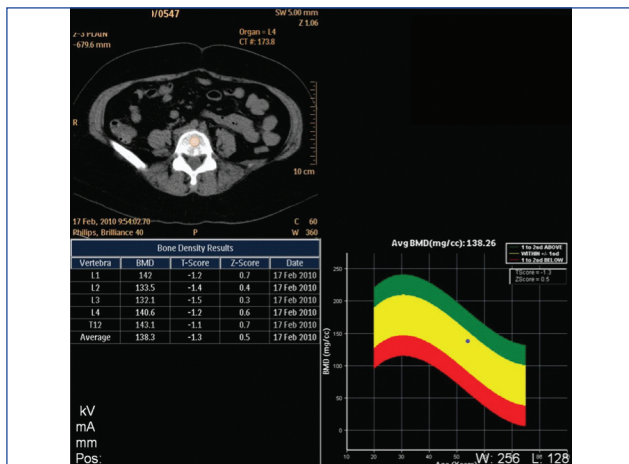 )/0547
SW 5.00 mm
Z 1.06
Z-3 PLAIN
-679.6 mm
Organ = L4
CT #: 173.8
R
10 cm
17 Feb, 2010 9:54:02.70
Philips, Brilliance 40
P
C 60
W 360
Bone Density Results
Vertebra BMD T-Score Z-Score Date
L1 142 -1.2 0.7 17 Feb 2010
L2 133.5 -1.4 0.4 17 Feb 2010
L3 132.1 -1.5 0.3 17 Feb 2010
L4 140.6 -1.2 0.6 17 Feb 2010
T12 143.1 -1.1 0.7 17 Feb 2010
Average 138.3 -1.3 0.5 17 Feb 2010
kV
mA
mm
Pos:
Avg BMD(mg/cc): 138.26
1 to 2sd ABOVE
WITHIN +/- 1sd
1 to 2sd BELOW
TScore = -1.3
ZScore = 0.5
BMD (mg/cc)
250
200
150
100
50
0
10 20 30 40 50
W: 256 L: 128